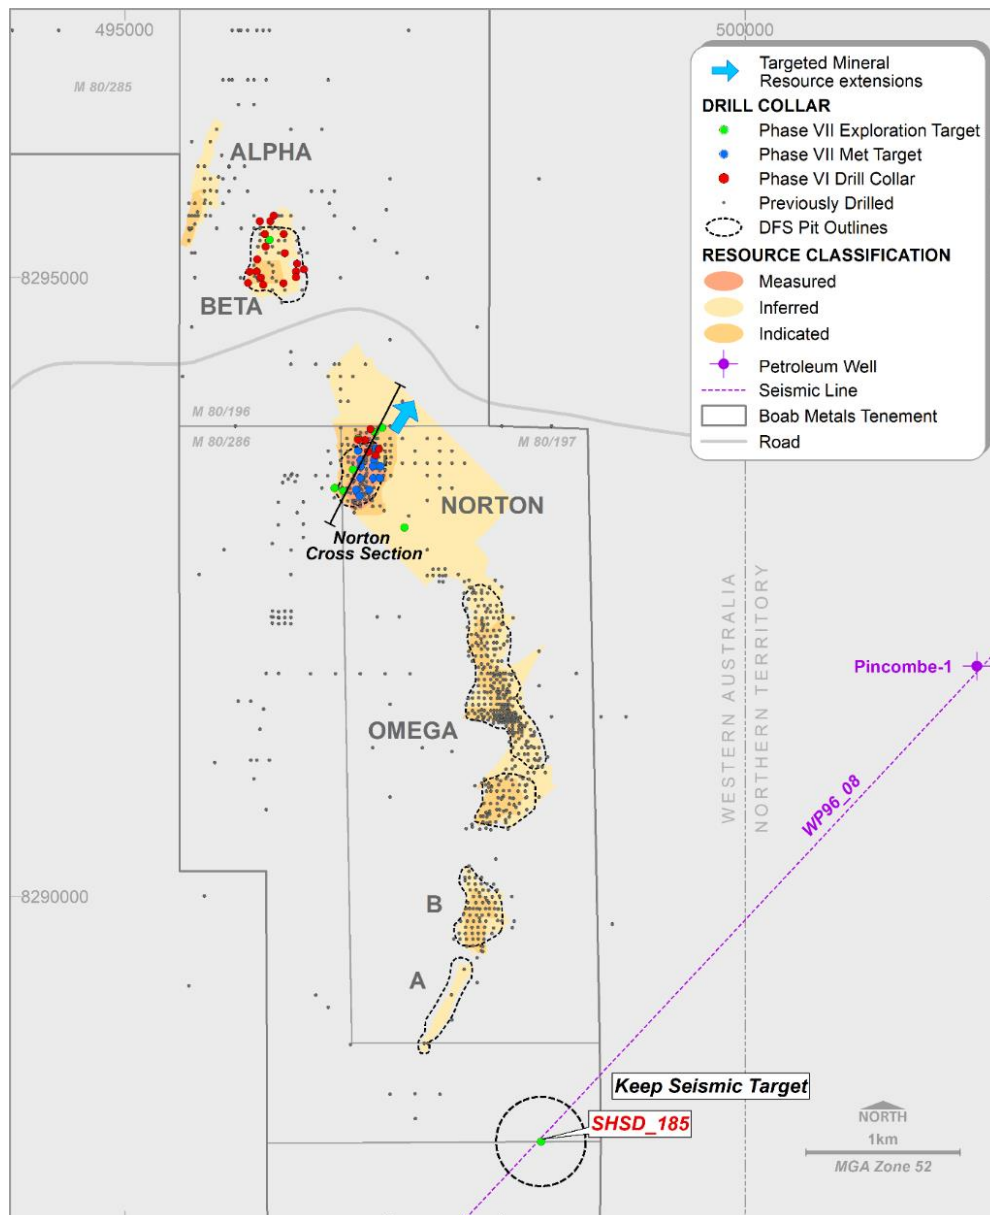 495000
500000
M 80/285
ALPHA
8295000
BETA
M 80/196
M 80/286
M 80/197
NORTON
Norton
Cross Section
OMEGA
WESTERN AUSTRALIA
NORTHERN TERRITORY
Pincombe-1
WP96_08
8290000
B
A
Keep Seismic Target
SHSD_185
NORTH
1km
MGA Zone 52
Targeted Mineral
Resource extensions
DRILL COLLAR
Phase VII Exploration Target
Phase VII Met Target
Phase VI Drill Collar
Previously Drilled
DFS Pit Outlines
RESOURCE CLASSIFICATION
Measured
Inferred
Indicated
Petroleum Well
Seismic Line
Boab Metals Tenement
Road